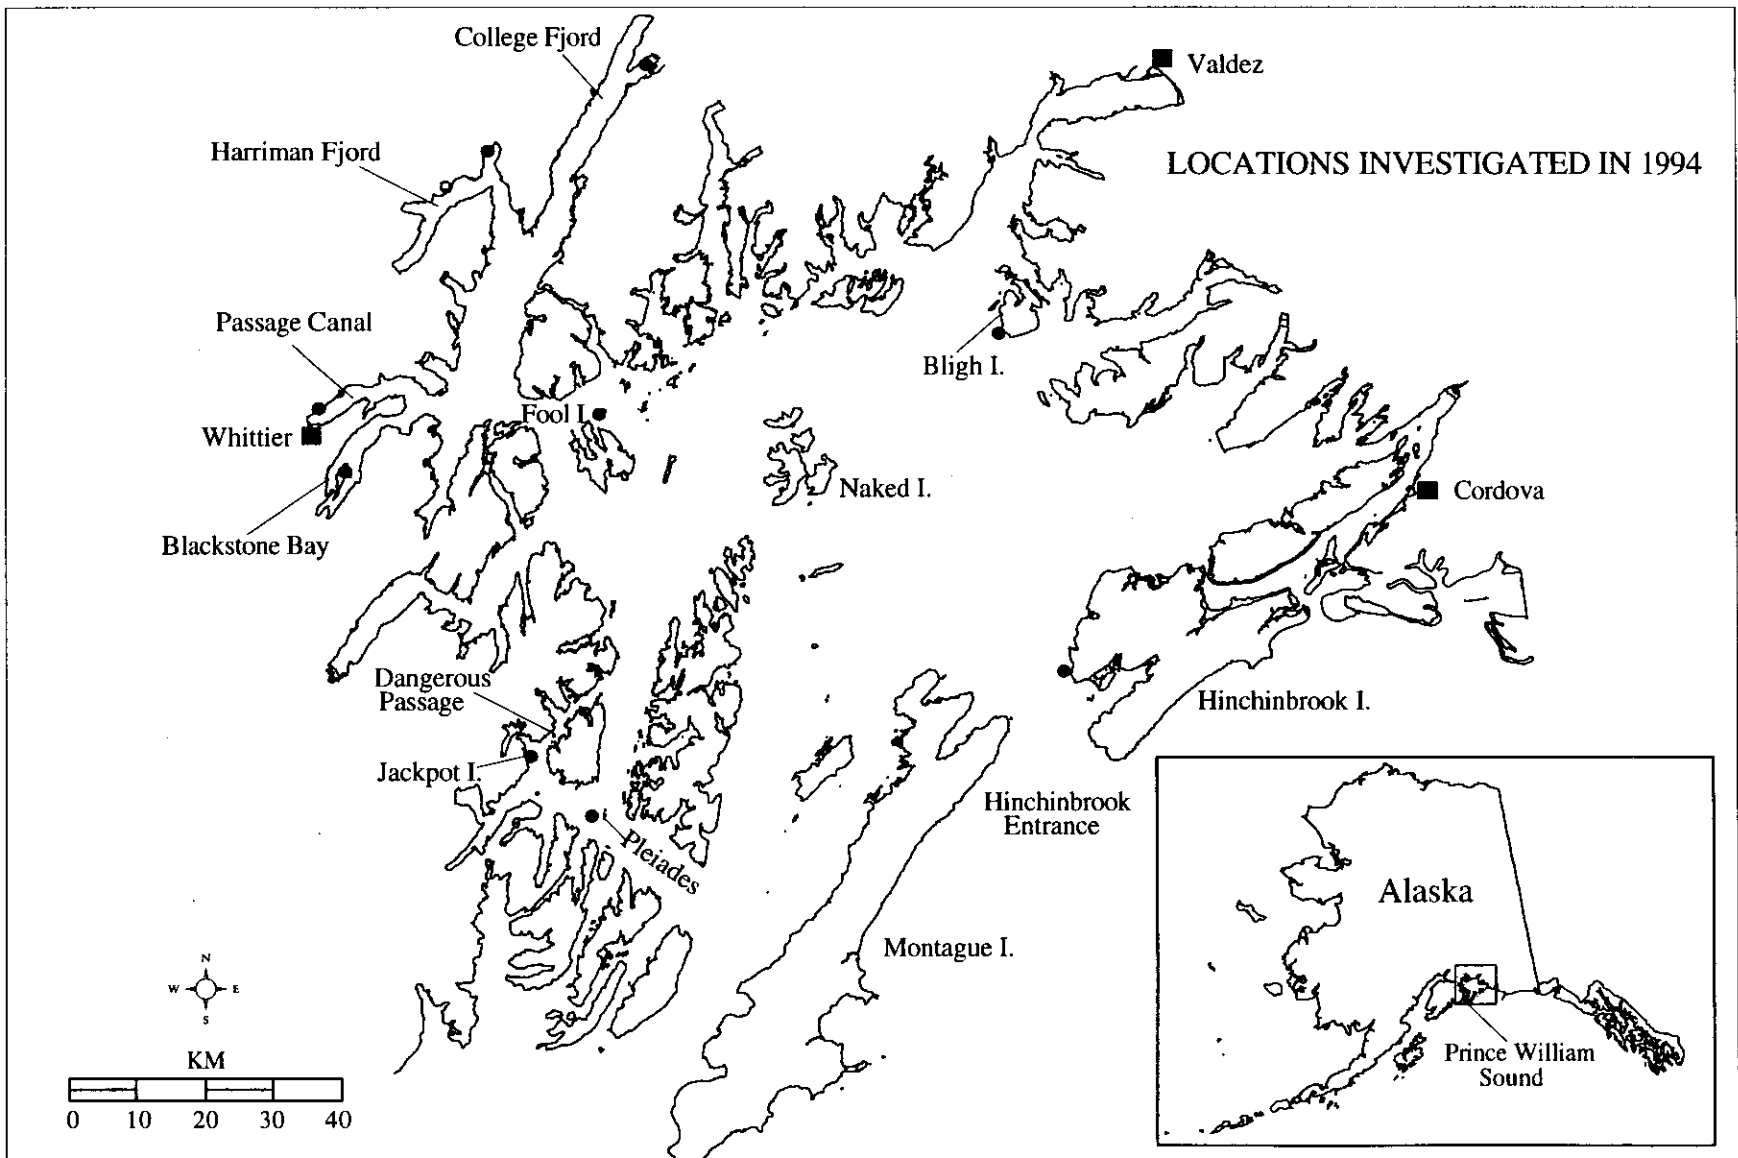 College Fjord
Valdez
Harriman Fjord
LOCATIONS INVESTIGATED IN 1994
Passage Canal
Bligh I.
Fool I.
Whittier
Naked I.
Cordova
Blackstone Bay
Dangerous
Passage
Hinchinbrook I.
Jackpot I.
Hinchinbrook
Entrance
Pleiades
Alaska
Montague I.
N
W E
S
KM
0 10 20 30 40
Prince William
Sound